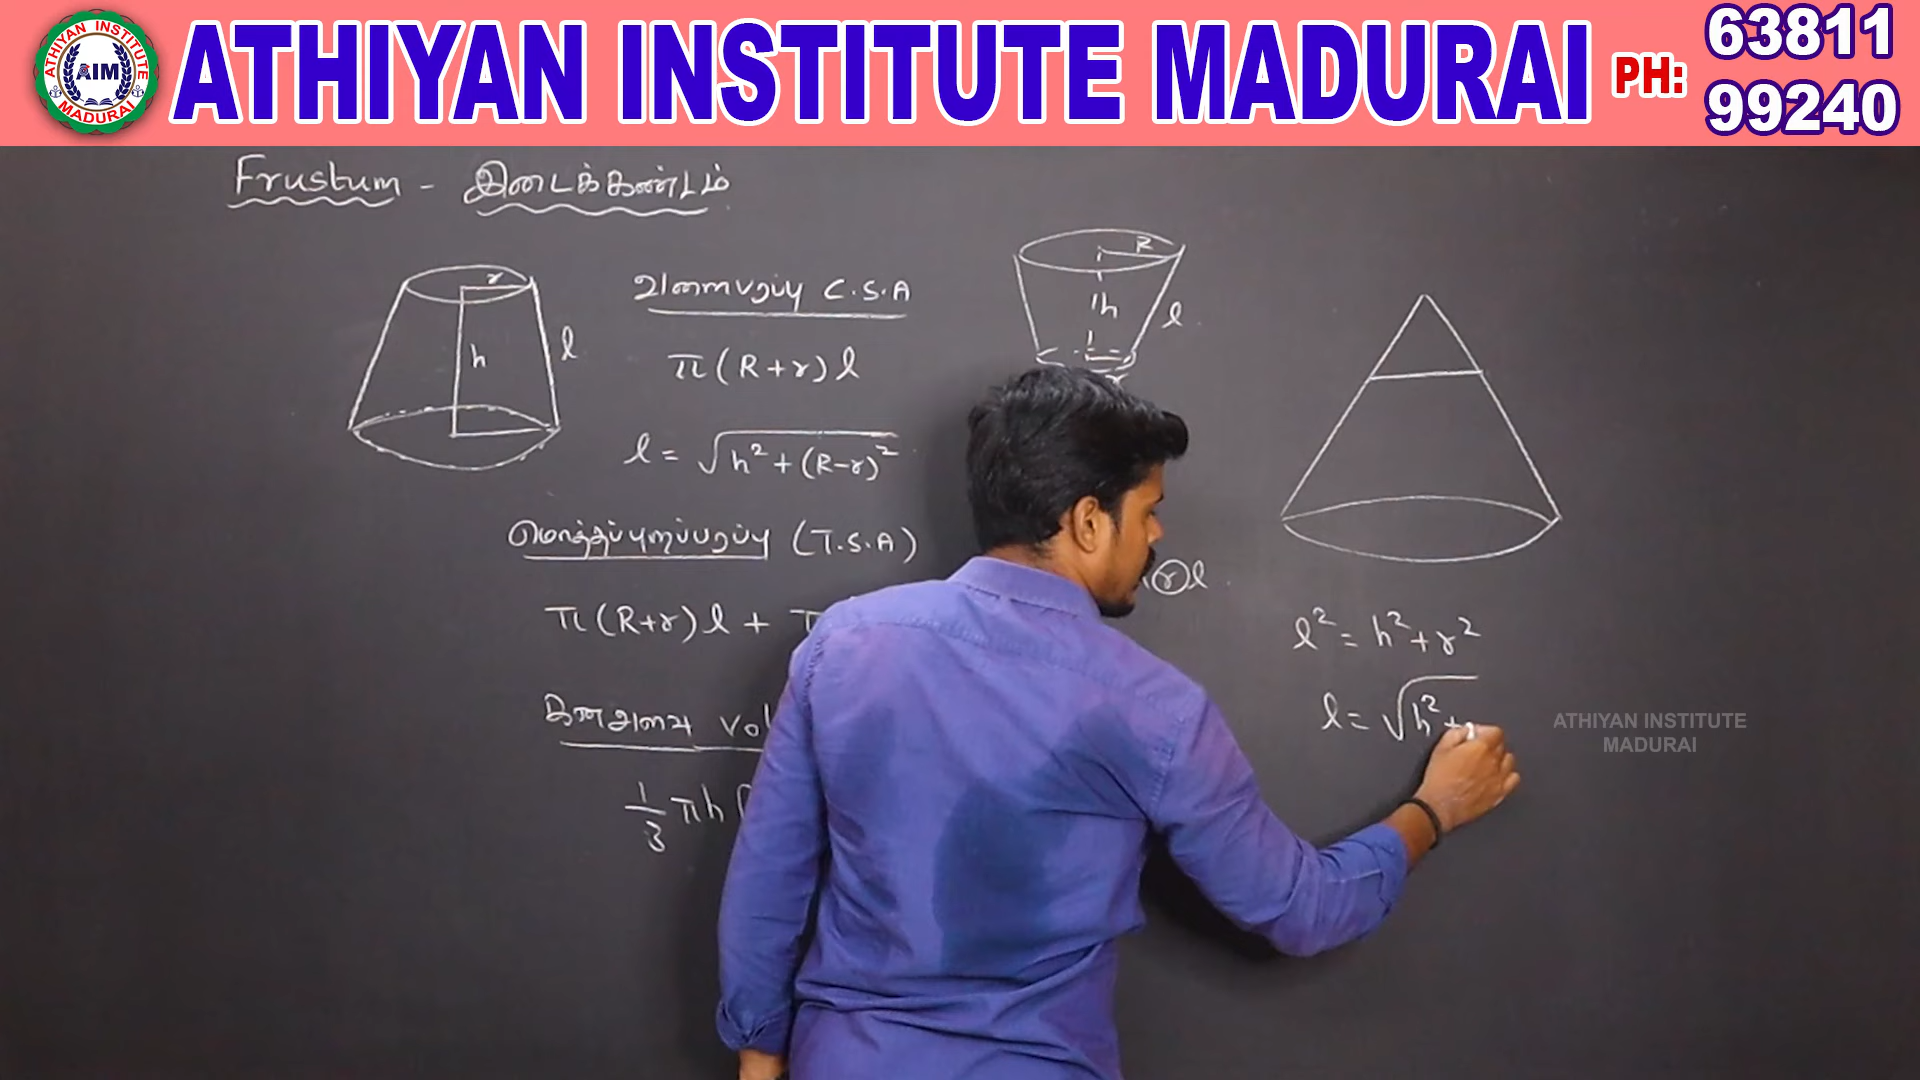 ATHIYAN INSTITUTE
AIM
MADURAI
ATHIYAN INSTITUTE MADURAI
PH:
63811
99240
Frustum - இடைக்கண்டம்
r
h
l
வளைபரப்பு C.S.A
π(R+r)l
l = √h²+(R-r)²
மொத்தப்புறப்பரப்பு (T.S.A)
π(R+r)l +
கனஅளவு
1/3 πh
R
h
l
r
r l
l² = h²+r²
l = √h²+
ATHIYAN INSTITUTE
MADURAI